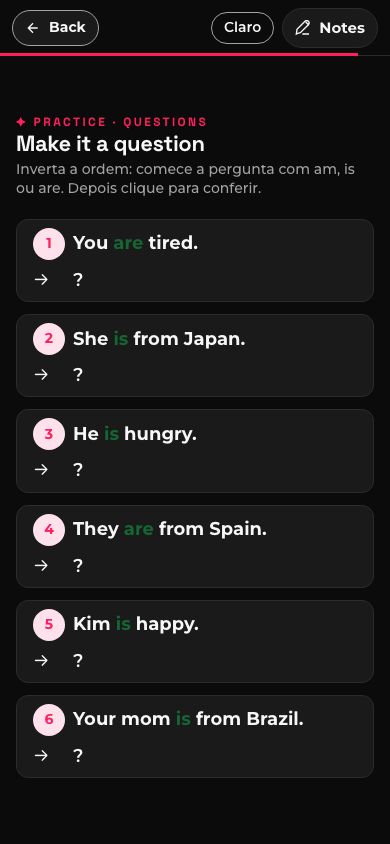 ← Back
Claro
Notes
✦ PRACTICE · QUESTIONS
Make it a question
Inverta a ordem: comece a pergunta com am, is
ou are. Depois clique para conferir.
1 You are tired.
→ ?
2 She is from Japan.
→ ?
3 He is hungry.
→ ?
4 They are from Spain.
→ ?
5 Kim is happy.
→ ?
6 Your mom is from Brazil.
→ ?